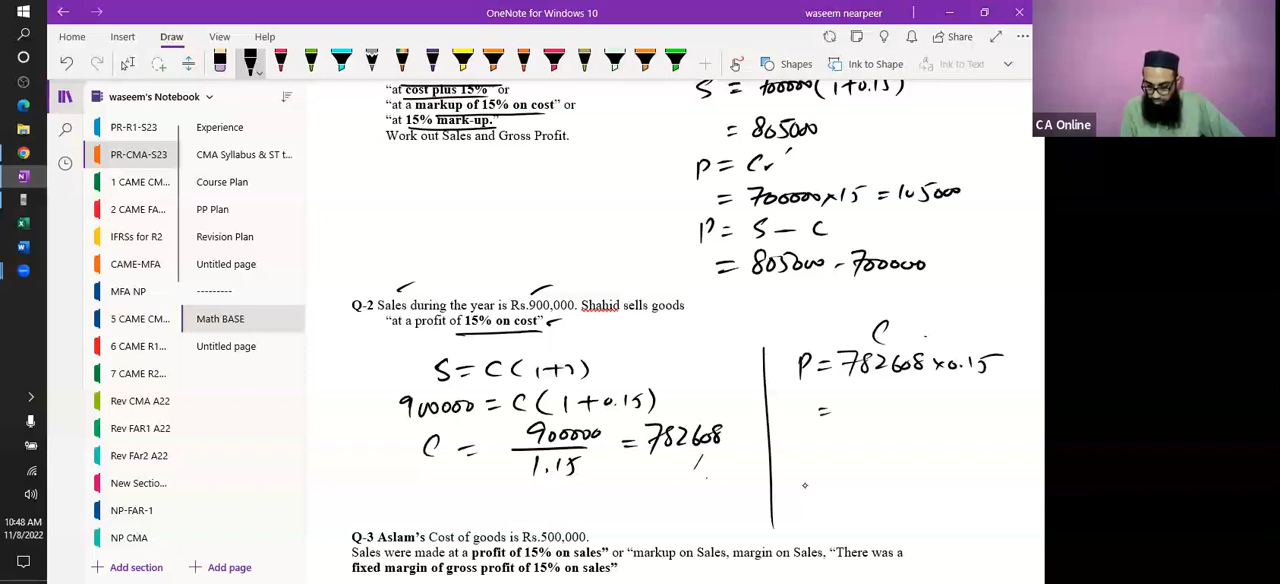 OneNote for Windows 10
waseem nearpeer
Home Insert Draw View Help
Share
Shapes
Ink to Shape
Ink to Text
waseem's Notebook
PR-R1-S23
PR-CMA-S23
1 CAME CM...
2 CAME FA...
IFRSs for R2
CAME-MFA
MFA NP
5 CAME CM...
6 CAME R1...
7 CAME R2...
Rev CMA A22
Rev FAR1 A22
Rev FAr2 A22
New Sectio...
NP-FAR-1
NP CMA
Add section
Experience
CMA Syllabus & ST t...
Course Plan
PP Plan
Revision Plan
Untitled page
---------
Math BASE
Untitled page
Add page
"at cost plus 15%" or
"at a markup of 15% on cost" or
"at 15% mark-up."
Work out Sales and Gross Profit.
S = 700000(1+0.15)
= 805000
P = Cr
= 700000×15 = 105000
P = S - C
= 805000 - 700000
Q-2 Sales during the year is Rs.900,000. Shahid sells goods
"at a profit of 15% on cost"
S = C(1+r)
900000 = C(1+0.15)
C = 900000 / 1.15 = 782608
C
P = 782608×0.15
=
Q-3 Aslam's Cost of goods is Rs.500,000.
Sales were made at a profit of 15% on sales" or "markup on Sales, margin on Sales, "There was a
fixed margin of gross profit of 15% on sales"
C A Online
10:48 AM
11/8/2022